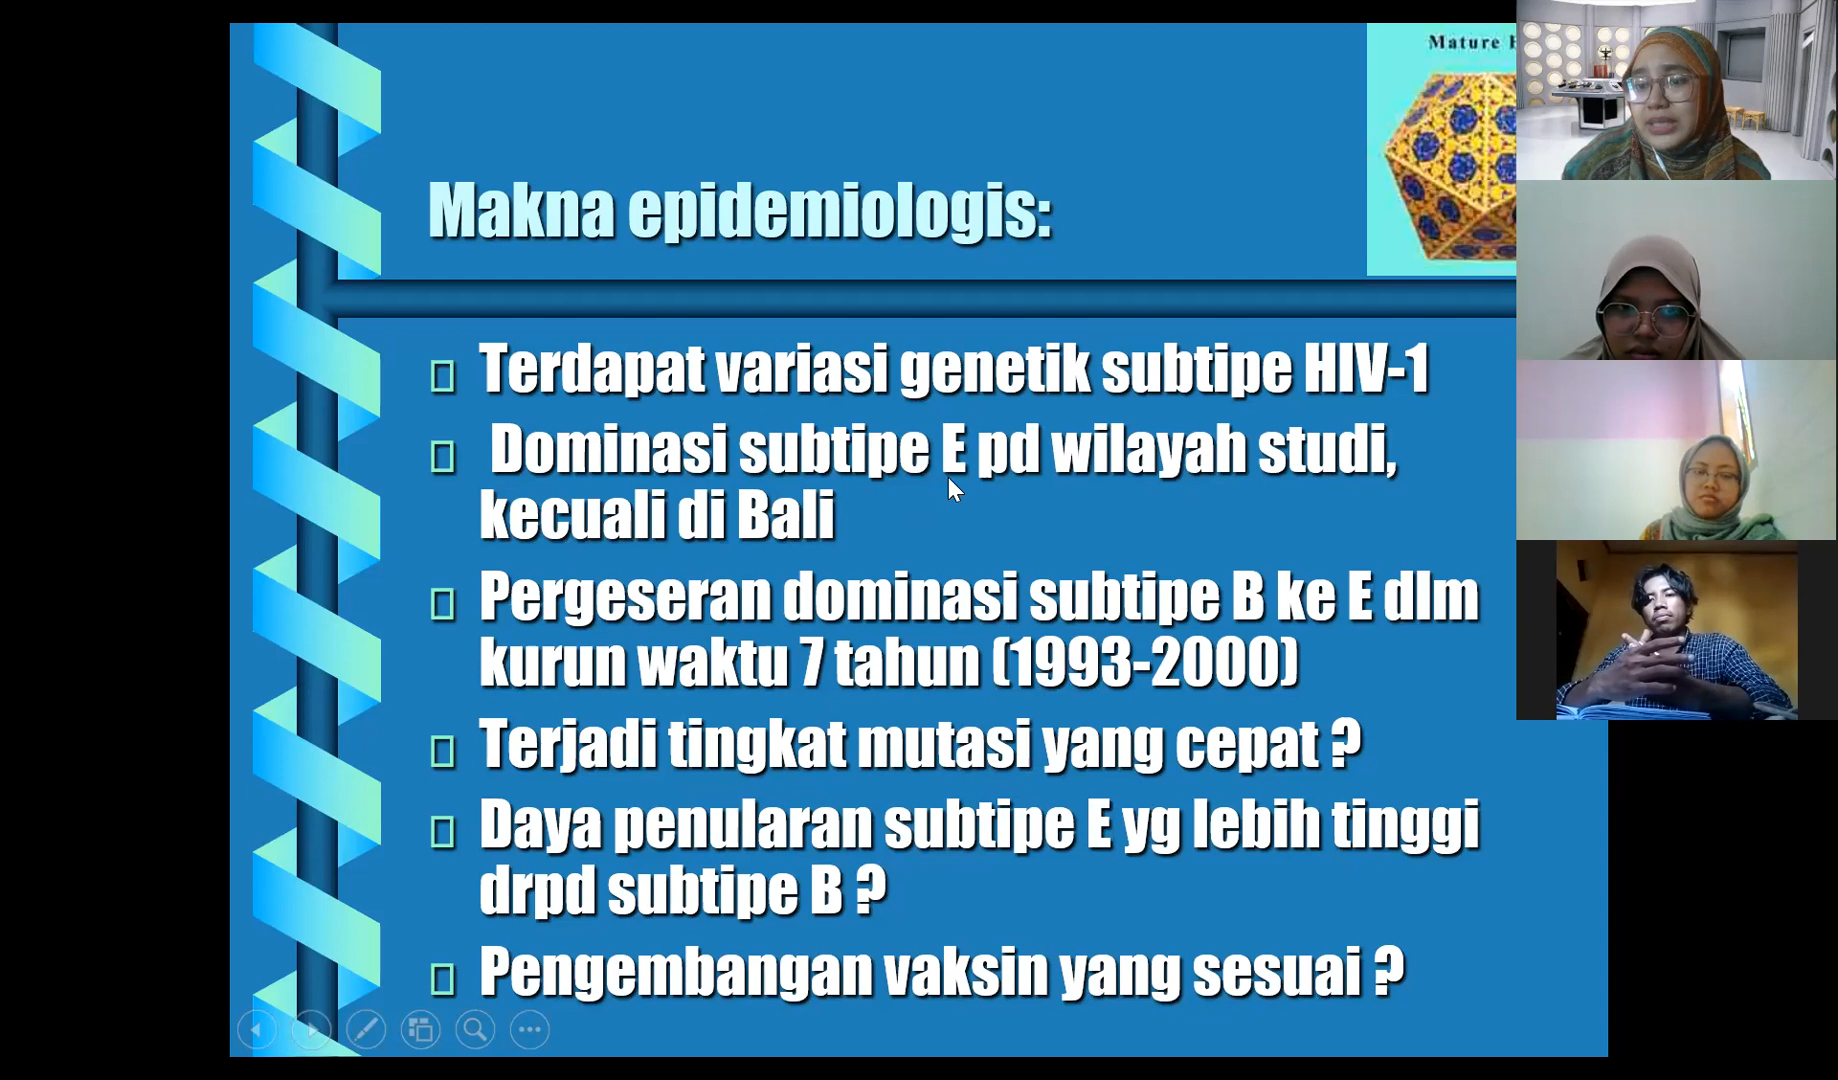 Mature
Makna epidemiologis:
Terdapat variasi genetik subtipe HIV-1
Dominasi subtipe E pd wilayah studi,
kecuali di Bali
Pergeseran dominasi subtipe B ke E dlm
kurun waktu 7 tahun (1993-2000)
Terjadi tingkat mutasi yang cepat ?
Daya penularan subtipe E yg lebih tinggi
drpd subtipe B ?
Pengembangan vaksin yang sesuai ?